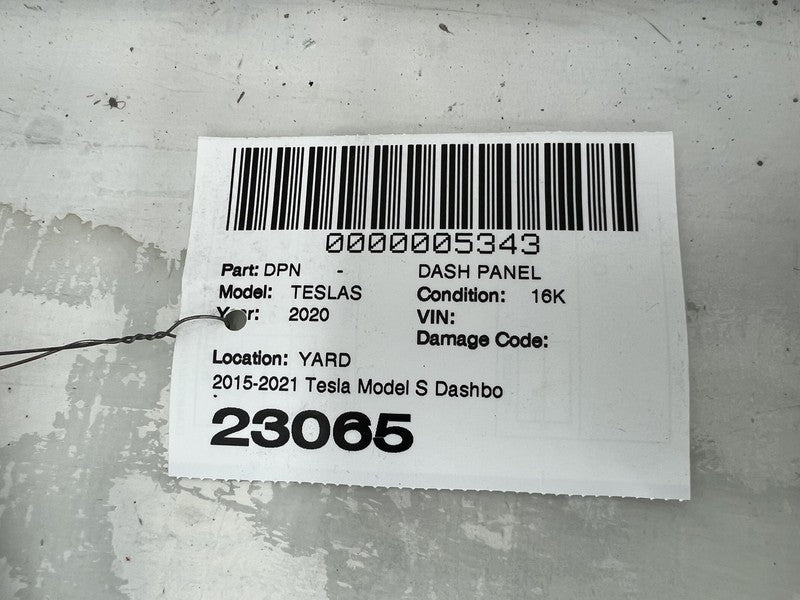 0000005343
Part: DPN - DASH PANEL
Model: TESLAS Condition: 16K
Year: 2020 VIN:
Damage Code:
Location: YARD
2015-2021 Tesla Model S Dashbo
23065